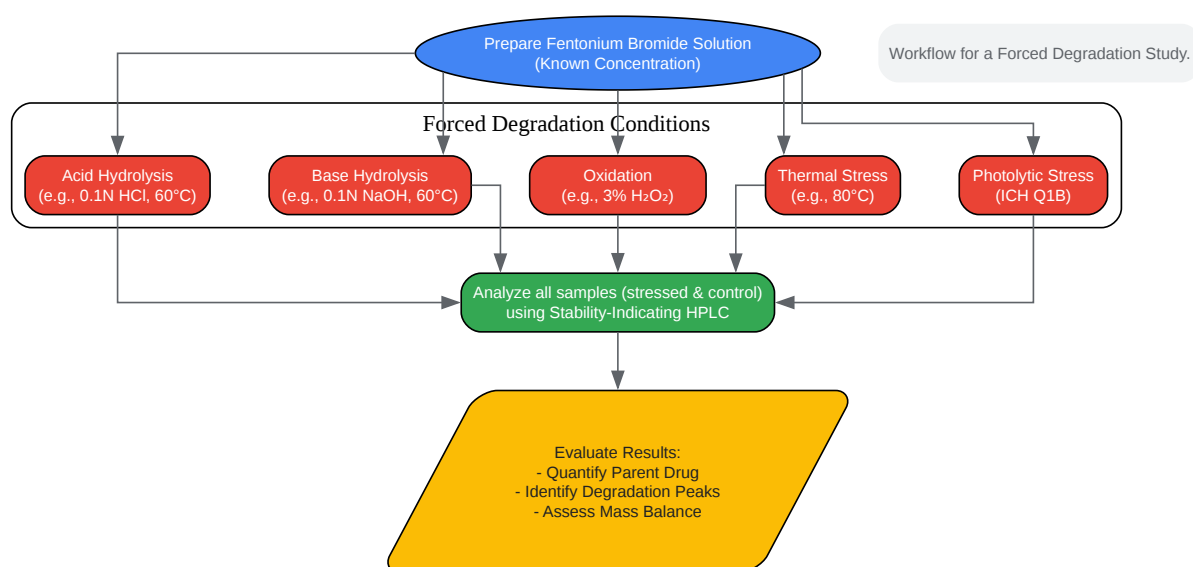 Prepare Fentonium Bromide Solution
(Known Concentration)
Workflow for a Forced Degradation Study.
Forced Degradation Conditions
Acid Hydrolysis
(e.g., 0.1N HCl, 60°C)
Base Hydrolysis
(e.g., 0.1N NaOH, 60°C)
Oxidation
(e.g., 3% H₂O₂)
Thermal Stress
(e.g., 80°C)
Photolytic Stress
(ICH Q1B)
Analyze all samples (stressed & control)
using Stability-Indicating HPLC
Evaluate Results:
- Quantify Parent Drug
- Identify Degradation Peaks
- Assess Mass Balance